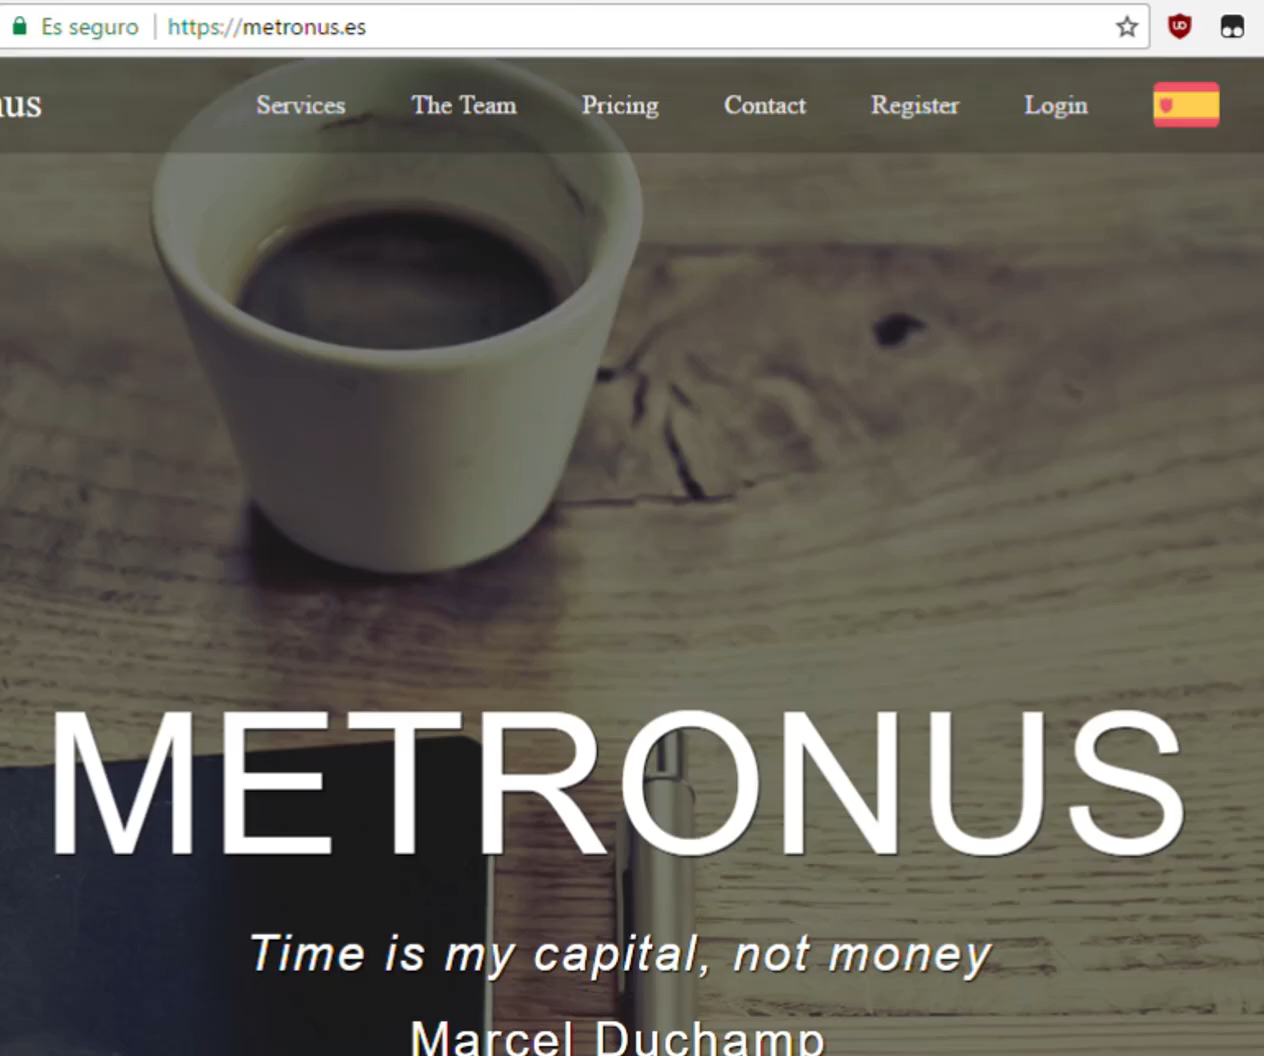 Es seguro https://metronus.es
nus Services The Team Pricing Contact Register Login
METRONUS
Time is my capital, not money
Marcel Duchamp